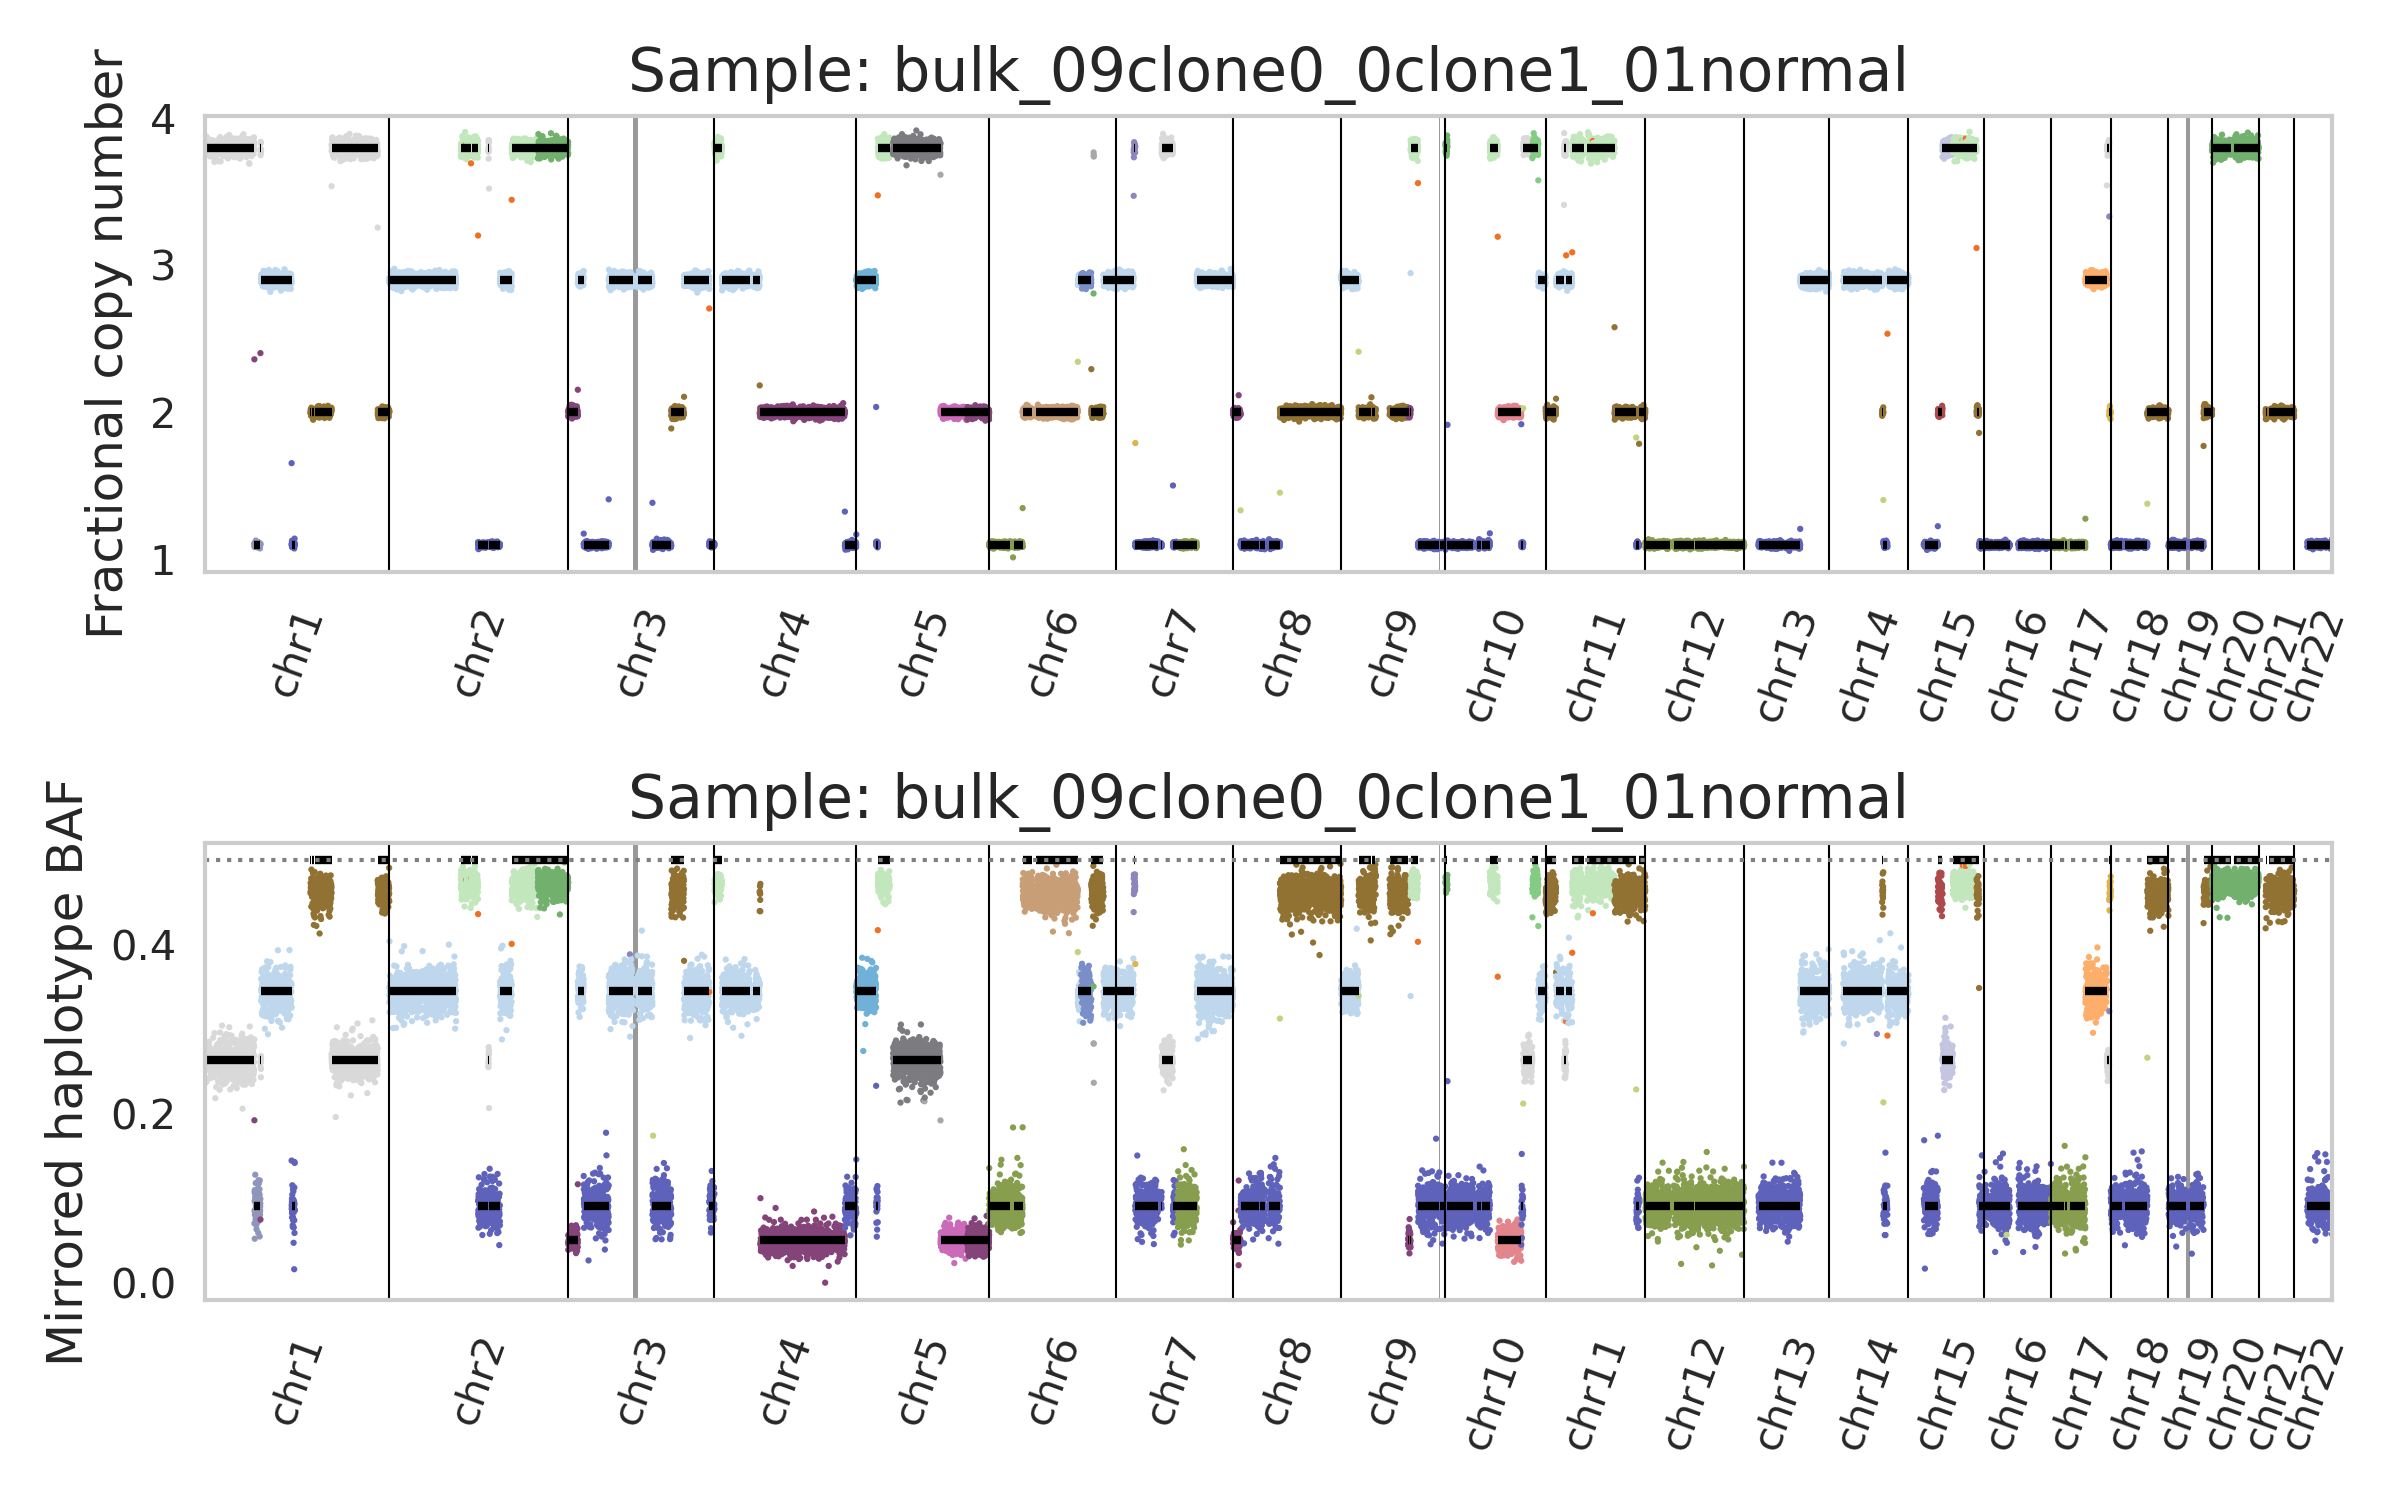 Sample: bulk_09clone0_0clone1_01normal
Fractional copy number
4
3
2
1
chr1 chr2 chr3 chr4 chr5 chr6 chr7 chr8 chr9 chr10 chr11 chr12 chr13 chr14 chr15 chr16 chr17 chr18 chr19 chr20 chr21 chr22
Sample: bulk_09clone0_0clone1_01normal
Mirrored haplotype BAF
0.4
0.2
0.0
chr1 chr2 chr3 chr4 chr5 chr6 chr7 chr8 chr9 chr10 chr11 chr12 chr13 chr14 chr15 chr16 chr17 chr18 chr19 chr20 chr21 chr22